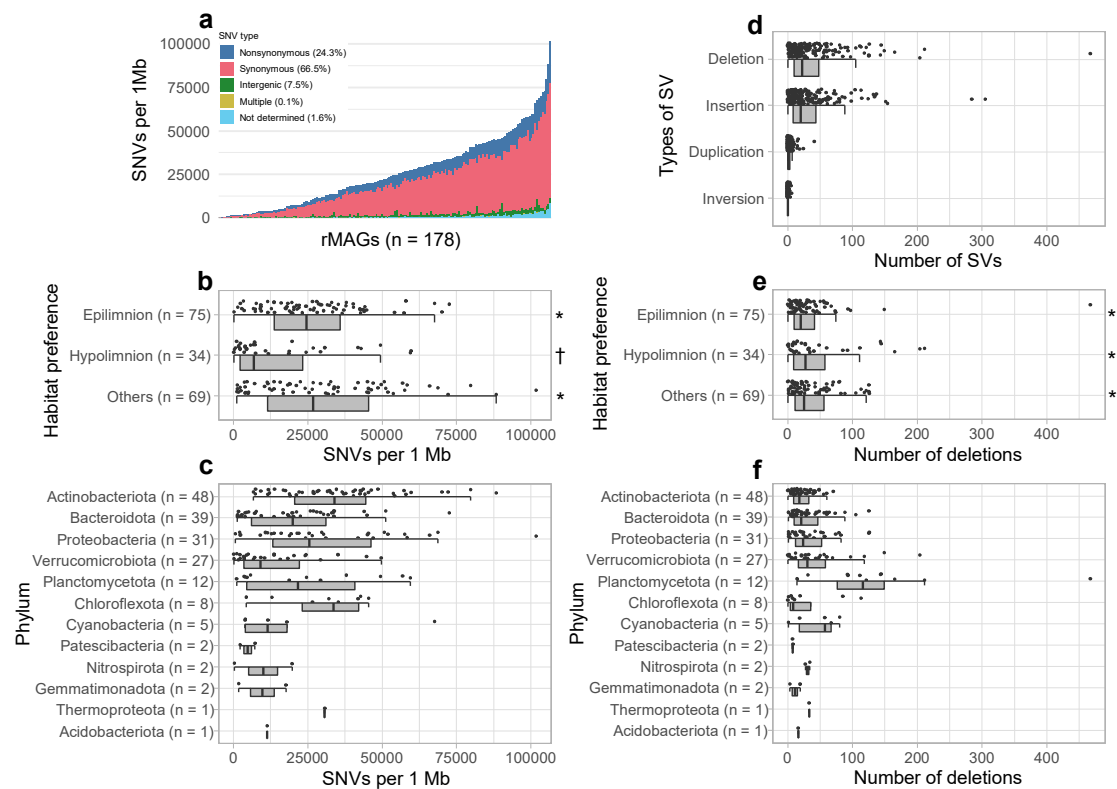 a
SNV type
Nonsynonymous (24.3%)
Synonymous (66.5%)
Intergenic (7.5%)
Multiple (0.1%)
Not determined (1.6%)
SNVs per 1Mb
100000
75000
50000
25000
0
rMAGs (n = 178)
b
Habitat preference
Epilimnion (n = 75)
Hypolimnion (n = 34)
Others (n = 69)
*
†
*
0 25000 50000 75000 100000
SNVs per 1 Mb
c
Phylum
Actinobacteriota (n = 48)
Bacteroidota (n = 39)
Proteobacteria (n = 31)
Verrucomicrobiota (n = 27)
Planctomycetota (n = 12)
Chloroflexota (n = 8)
Cyanobacteria (n = 5)
Patescibacteria (n = 2)
Nitrospirota (n = 2)
Gemmatimonadota (n = 2)
Thermoproteota (n = 1)
Acidobacteriota (n = 1)
0 25000 50000 75000 100000
SNVs per 1 Mb
d
Types of SV
Deletion
Insertion
Duplication
Inversion
0 100 200 300 400
Number of SVs
e
Habitat preference
Epilimnion (n = 75)
Hypolimnion (n = 34)
Others (n = 69)
*
*
*
0 100 200 300 400
Number of deletions
f
Phylum
Actinobacteriota (n = 48)
Bacteroidota (n = 39)
Proteobacteria (n = 31)
Verrucomicrobiota (n = 27)
Planctomycetota (n = 12)
Chloroflexota (n = 8)
Cyanobacteria (n = 5)
Patescibacteria (n = 2)
Nitrospirota (n = 2)
Gemmatimonadota (n = 2)
Thermoproteota (n = 1)
Acidobacteriota (n = 1)
0 100 200 300 400
Number of deletions